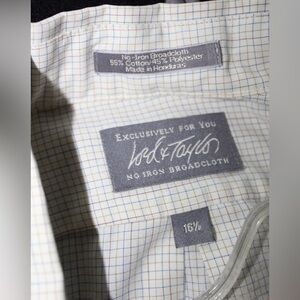 No-Iron Broadcloth
55% Cotton/45% Polyester
Made in Honduras
EXCLUSIVELY FOR YOU
Lord & Taylor
NO IRON BROADCLOTH
16½